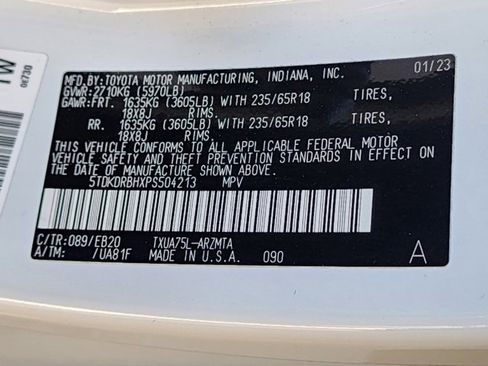 MFD.BY:TOYOTA MOTOR MANUFACTURING, INDIANA, INC. 01/23
GVWR:2710KG (5970LB)
GAWR:FRT. 1635KG (3605LB) WITH 235/65R18 TIRES,
18X8J RIMS.
RR. 1635KG (3605LB) WITH 235/65R18 TIRES,
18X8J RIMS.
THIS VEHICLE CONFORMS TO ALL APPLICABLE FEDERAL MOTOR
VEHICLE SAFETY AND THEFT PREVENTION STANDARDS IN EFFECT ON
THE DATE OF MANUFACTURE SHOWN ABOVE.
5TDKDRBHXPS504213 MPV
C/TR:089/EB20 TXUA75L-ARZMTA
A/TM: /UA81F MADE IN U.S.A. 090 A